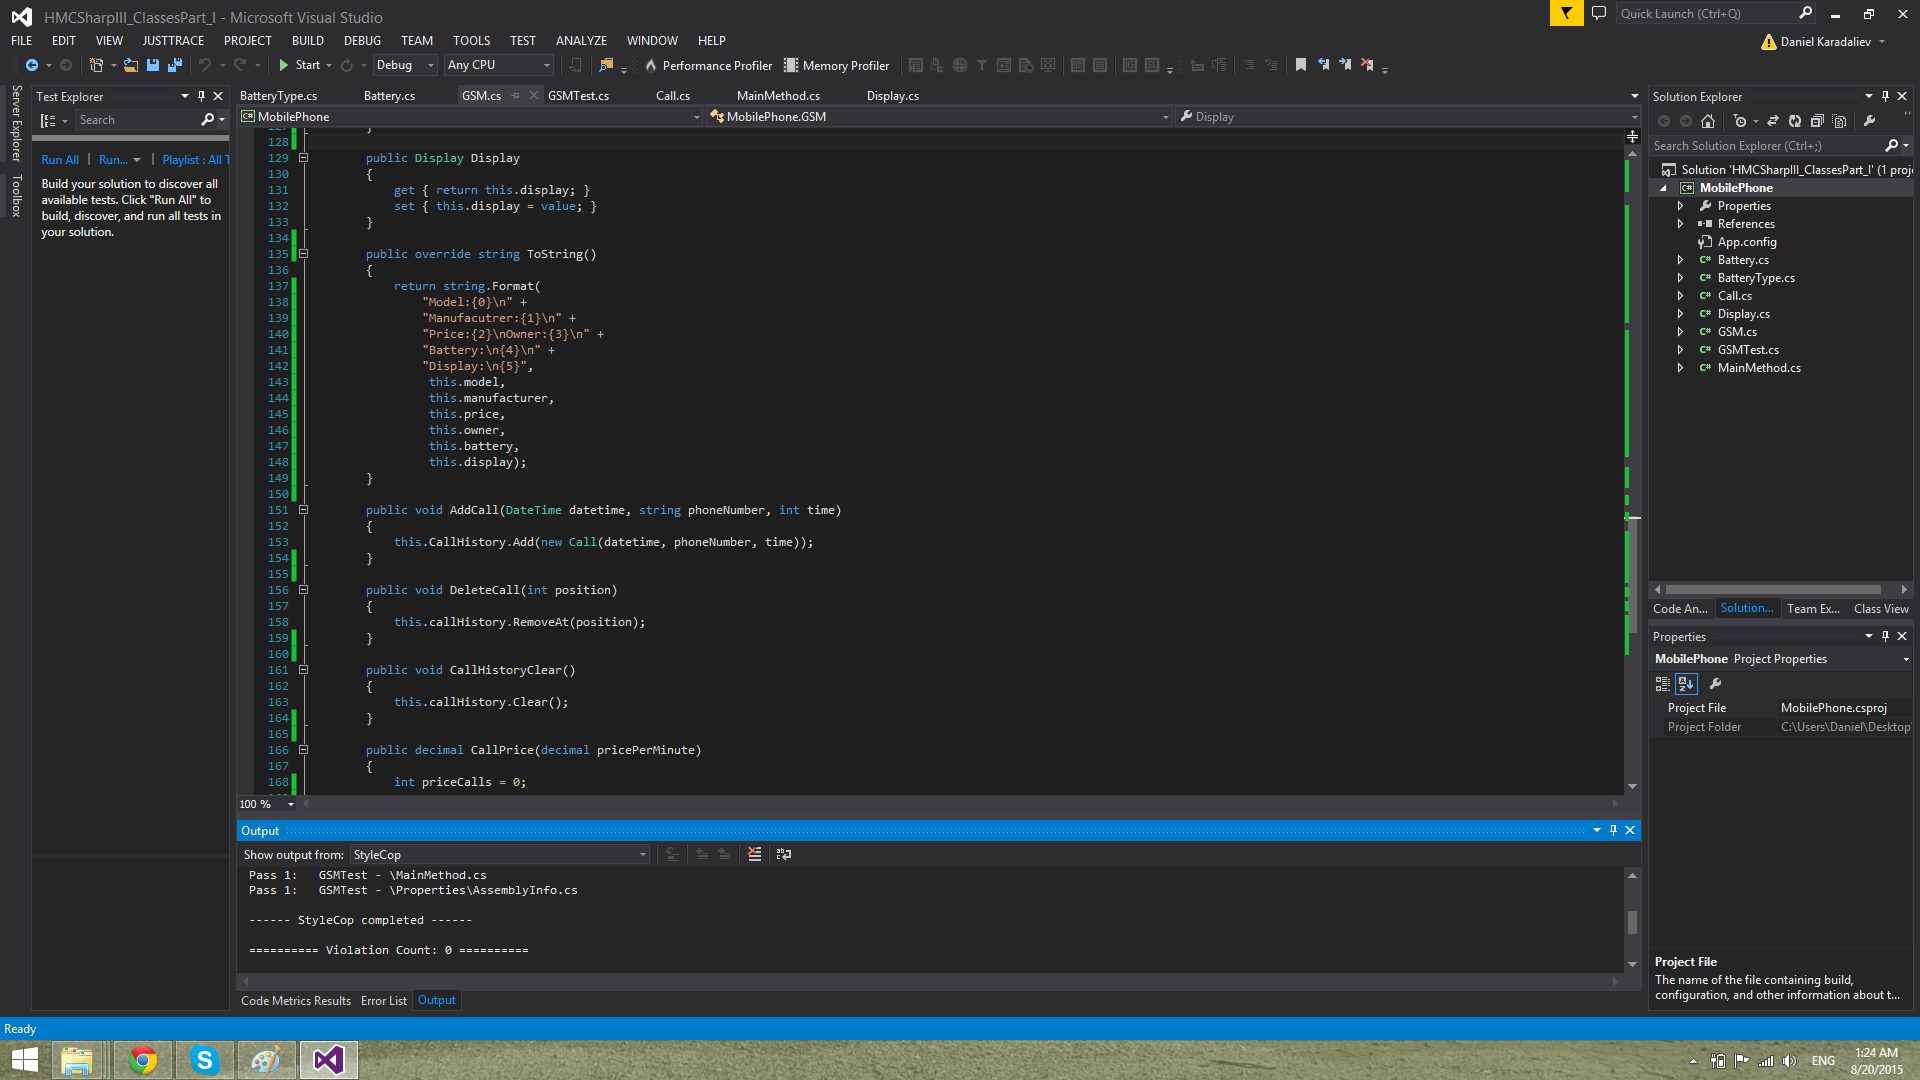 HMCSharpIII_ClassesPart_I - Microsoft Visual Studio
Quick Launch (Ctrl+Q)
FILE EDIT VIEW JUSTTRACE PROJECT BUILD DEBUG TEAM TOOLS TEST ANALYZE WINDOW HELP
Daniel Karadaliev
Start Debug Any CPU Performance Profiler Memory Profiler
Server Explorer
Toolbox
Test Explorer
Search
Run All | Run... | Playlist : All T
Build your solution to discover all
available tests. Click "Run All" to
build, discover, and run all tests in
your solution.
BatteryType.cs Battery.cs GSM.cs GSMTest.cs Call.cs MainMethod.cs Display.cs
MobilePhone MobilePhone.GSM Display
127 }
128
129 public Display Display
130 {
131 get { return this.display; }
132 set { this.display = value; }
133 }
134
135 public override string ToString()
136 {
137 return string.Format(
138 "Model:{0}\n" +
139 "Manufacutrer:{1}\n" +
140 "Price:{2}\nOwner:{3}\n" +
141 "Battery:\n{4}\n" +
142 "Display:\n{5}",
143 this.model,
144 this.manufacturer,
145 this.price,
146 this.owner,
147 this.battery,
148 this.display);
149 }
150
151 public void AddCall(DateTime datetime, string phoneNumber, int time)
152 {
153 this.CallHistory.Add(new Call(datetime, phoneNumber, time));
154 }
155
156 public void DeleteCall(int position)
157 {
158 this.callHistory.RemoveAt(position);
159 }
160
161 public void CallHistoryClear()
162 {
163 this.callHistory.Clear();
164 }
165
166 public decimal CallPrice(decimal pricePerMinute)
167 {
168 int priceCalls = 0;
100 %
Output
Show output from: StyleCop
Pass 1: GSMTest - \MainMethod.cs
Pass 1: GSMTest - \Properties\AssemblyInfo.cs
------ StyleCop completed ------
========== Violation Count: 0 ==========
Code Metrics Results Error List Output
Solution Explorer
Search Solution Explorer (Ctrl+;)
Solution 'HMCSharpIII_ClassesPart_I' (1 proj
MobilePhone
Properties
References
App.config
Battery.cs
BatteryType.cs
Call.cs
Display.cs
GSM.cs
GSMTest.cs
MainMethod.cs
Code An... Solution... Team Ex... Class View
Properties
MobilePhone Project Properties
Project File MobilePhone.csproj
Project Folder C:\Users\Daniel\Desktop\
Project File
The name of the file containing build,
configuration, and other information about t...
Ready
ENG
1:24 AM
8/20/2015